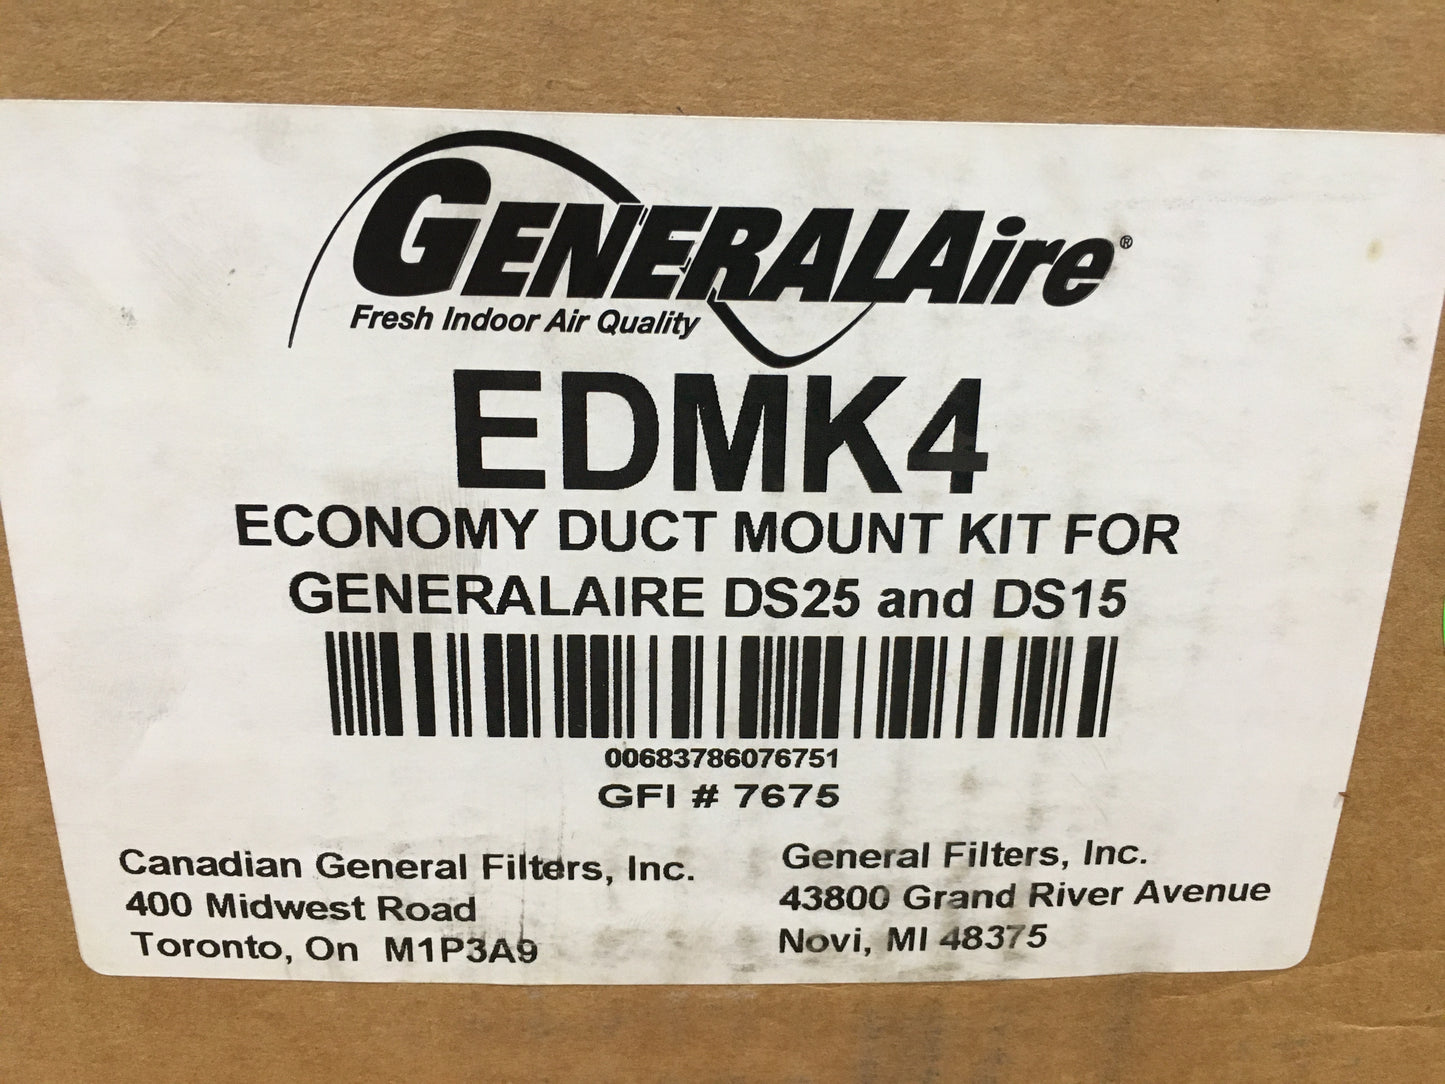 GENERALAire®
Fresh Indoor Air Quality
EDMK4
ECONOMY DUCT MOUNT KIT FOR
GENERALAIRE DS25 and DS15
00683786076751
GFI # 7675
Canadian General Filters, Inc.
400 Midwest Road
Toronto, On M1P3A9
General Filters, Inc.
43800 Grand River Avenue
Novi, MI 48375